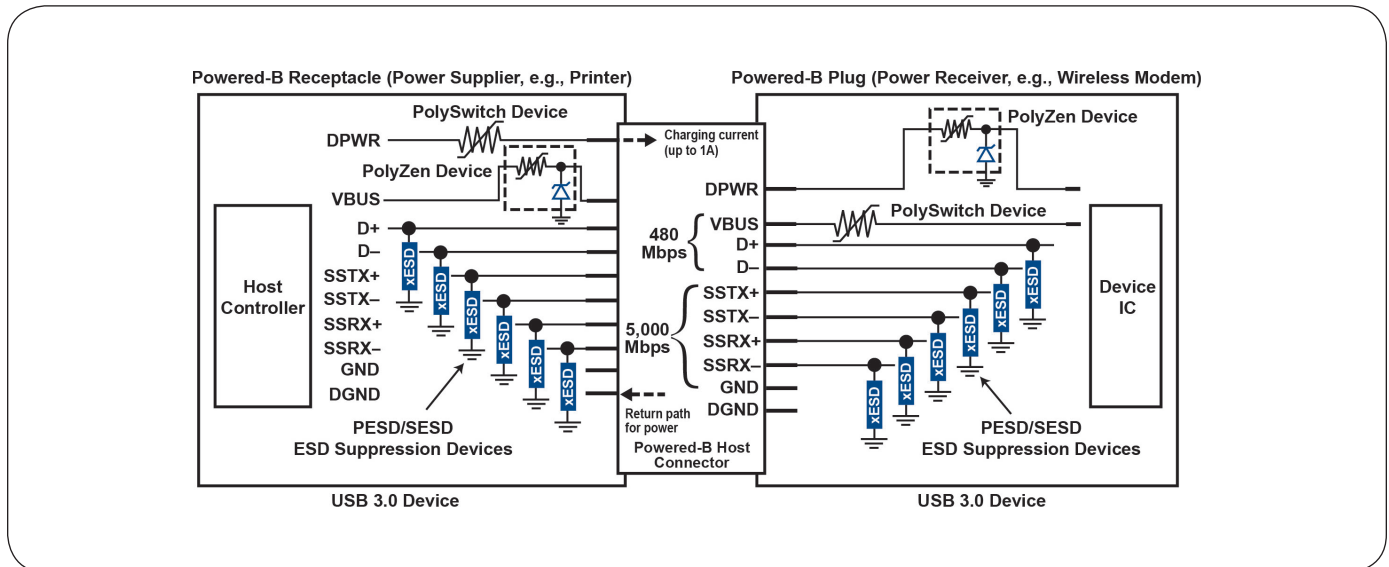 Powered-B Receptacle (Power Supplier, e.g., Printer)
PolySwitch Device
DPWR
PolyZen Device
VBUS
D+
D–
SSTX+
SSTX–
SSRX+
SSRX–
GND
DGND
Host
Controller
xESD
xESD
xESD
xESD
xESD
xESD
PESD/SESD
ESD Suppression Devices
USB 3.0 Device
Charging current
(up to 1A)
DPWR
VBUS
480
Mbps
D+
D–
SSTX+
SSTX–
5,000
Mbps
SSRX+
SSRX–
GND
DGND
Return path
for power
Powered-B Host
Connector
Powered-B Plug (Power Receiver, e.g., Wireless Modem)
PolyZen Device
PolySwitch Device
xESD
xESD
xESD
xESD
xESD
xESD
Device
IC
PESD/SESD
ESD Suppression Devices
USB 3.0 Device